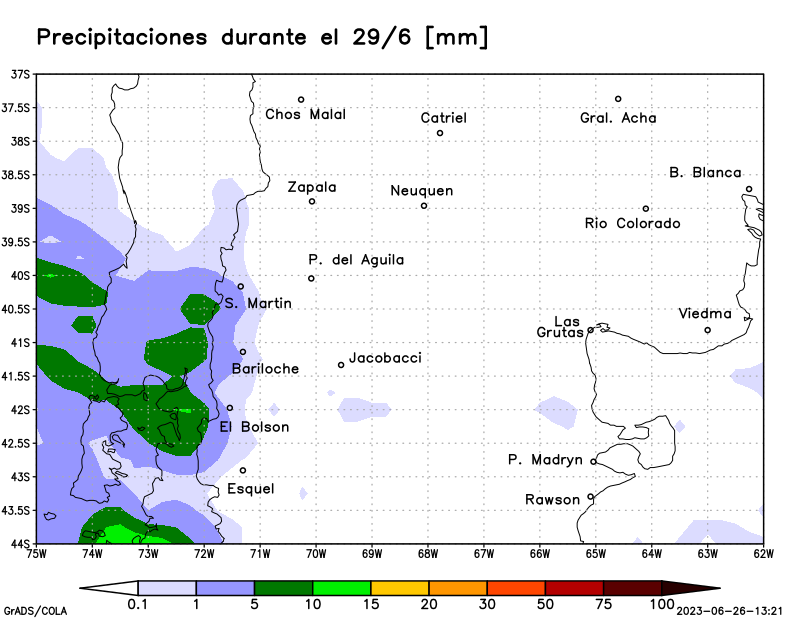 Precipitaciones durante el 29/6 [mm]
37S
37.5S
38S
38.5S
39S
39.5S
40S
40.5S
41S
41.5S
42S
42.5S
43S
43.5S
44S
Chos Malal
Catriel
Gral. Acha
B. Blanca
Zapala
Neuquen
Rio Colorado
P. del Aguila
S. Martin
Viedma
Las
Grutas
Jacobacci
Bariloche
El Bolson
P. Madryn
Esquel
Rawson
75W 74W 73W 72W 71W 70W 69W 68W 67W 66W 65W 64W 63W 62W
0.1 1 5 10 15 20 30 50 75 100
GrADS/COLA
2023-06-26-13:21